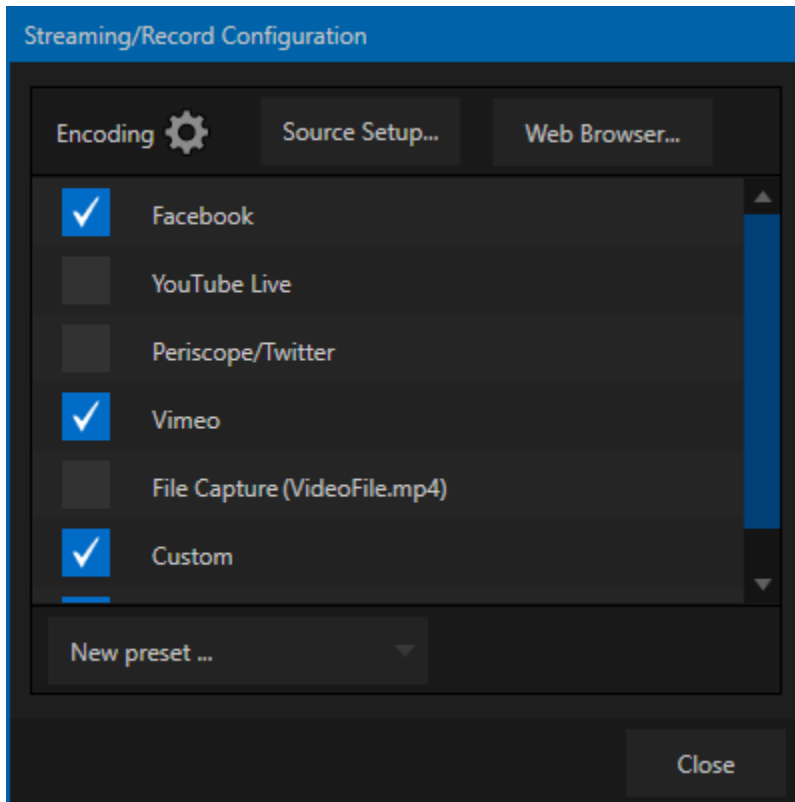 Streaming/Record Configuration
Encoding Source Setup... Web Browser...
Facebook
YouTube Live
Periscope/Twitter
Vimeo
File Capture (VideoFile.mp4)
Custom
New preset ...
Close